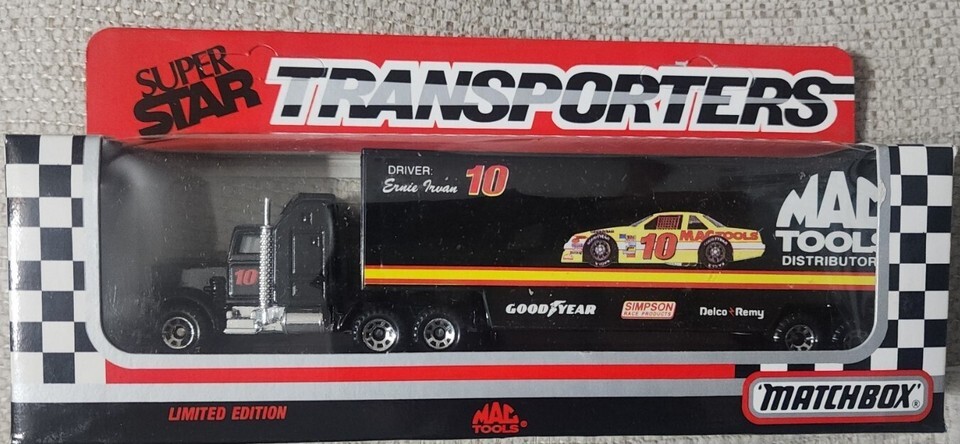 SUPER
STAR
TRANSPORTERS
DRIVER:
Ernie Irvan
10
MAC
TOOLS
DISTRIBUTOR
10
MAC TOOLS
10
GOODYEAR
SIMPSON
RACE PRODUCTS
Delco Remy
LIMITED EDITION
MAC
TOOLS®
"MATCHBOX"®